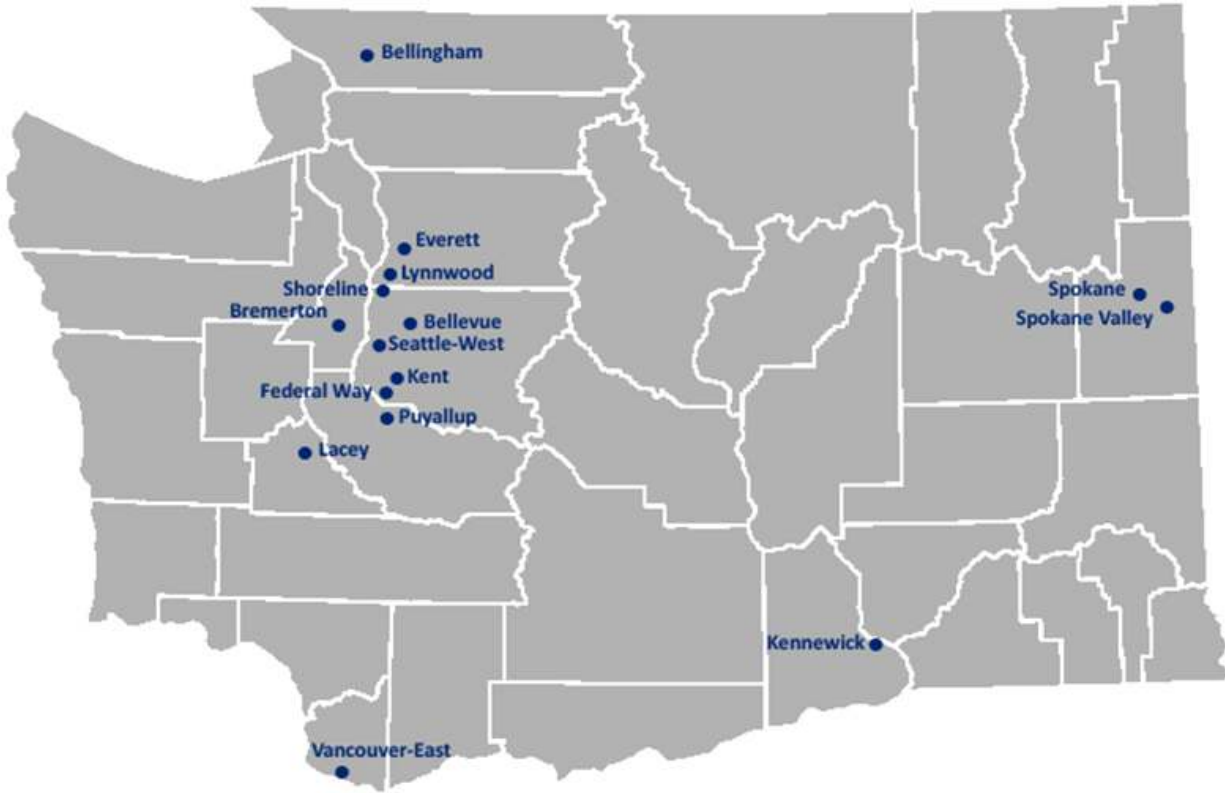 Bellingham
Everett
Lynnwood
Shoreline
Bremerton
Bellevue
Seattle-West
Kent
Federal Way
Puyallup
Lacey
Spokane
Spokane Valley
Kennewick
Vancouver-East